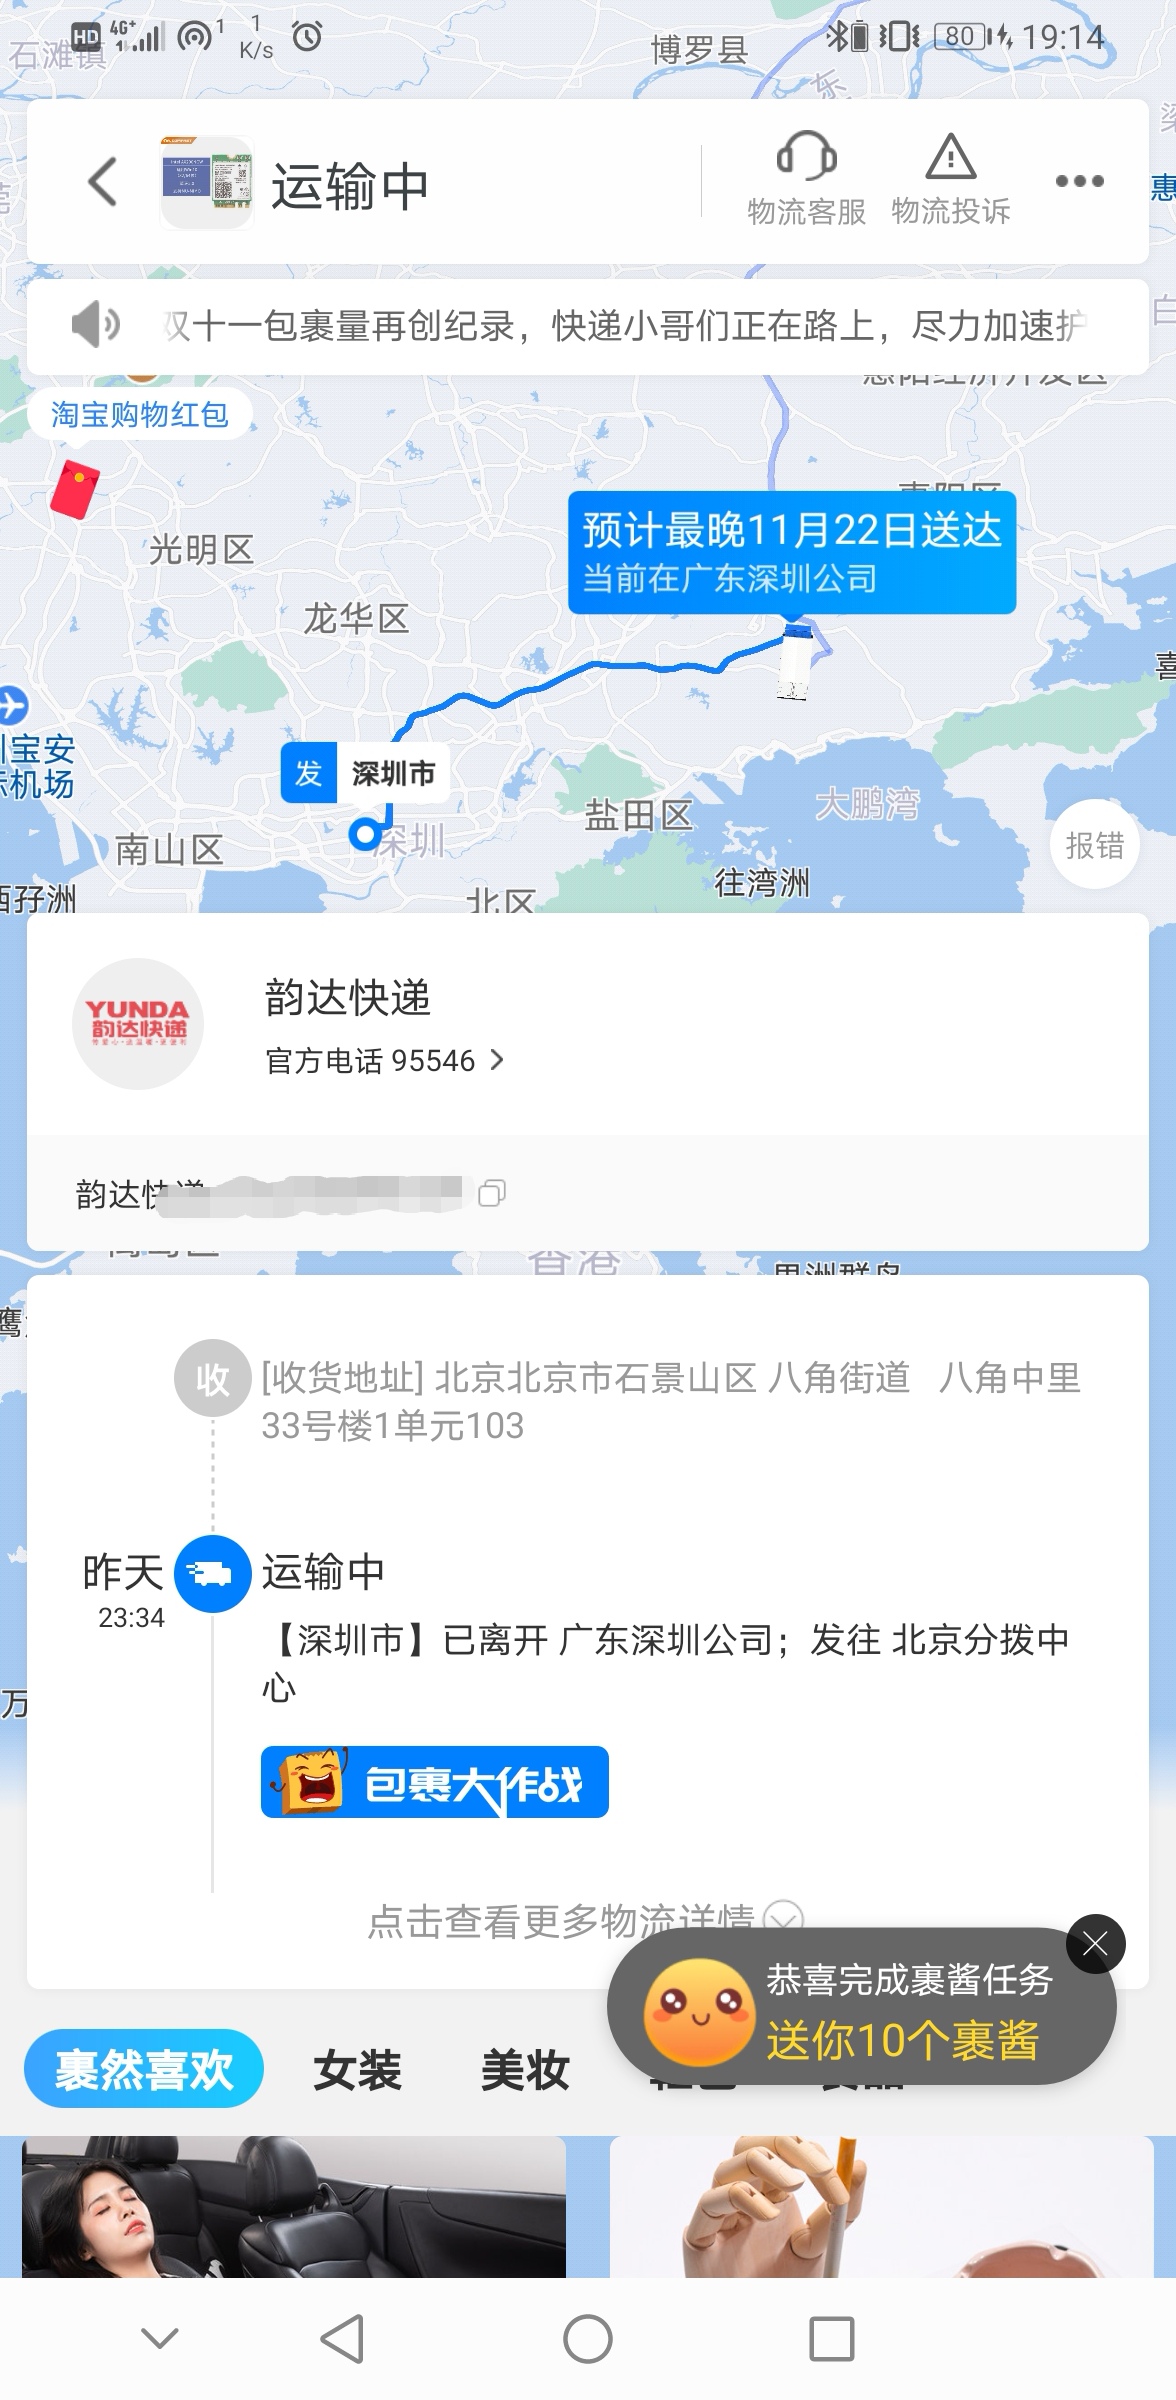 石滩镇
博罗县
东
HD 4G+ 1 1 K/s 80 19:14
惠
运输中
物流客服
物流投诉
双十一包裹量再创纪录，快递小哥们正在路上，尽力加速护
淘宝购物红包
预计最晚11月22日送达
当前在广东深圳公司
光明区
龙华区
宝安
机场
发 深圳市
深圳
盐田区
大鹏湾
南山区
报错
往湾洲
西孖洲
北区
YUNDA
韵达快递
韵达快递
官方电话 95546
韵达快递
香港
收
[收货地址] 北京北京市石景山区 八角街道 八角中里
33号楼1单元103
昨天
23:34
运输中
【深圳市】已离开 广东深圳公司；发往 北京分拨中
心
万
包裹大作战
点击查看更多物流详情
恭喜完成裹酱任务
送你10个裹酱
裹然喜欢
女装
美妆